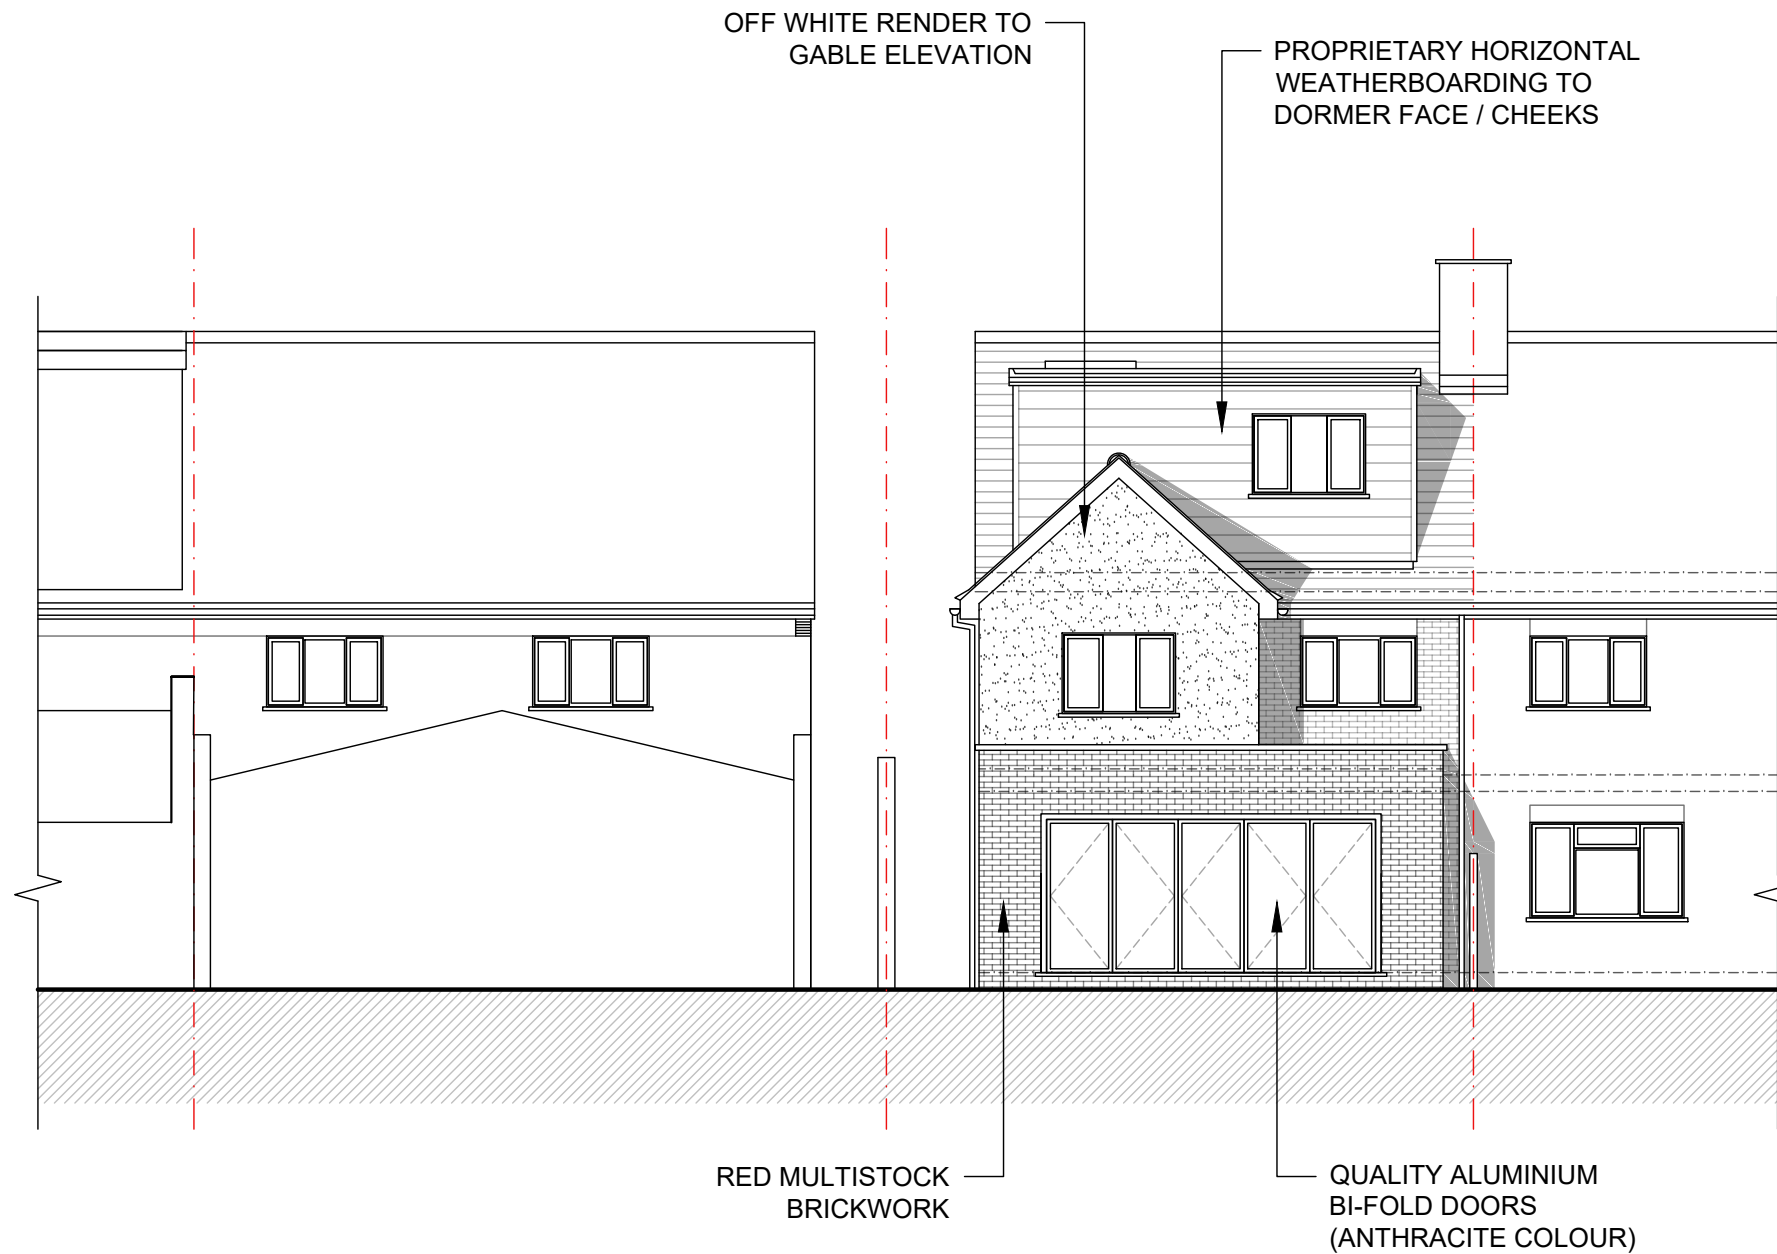 OFF WHITE RENDER TO
GABLE ELEVATION
PROPRIETARY HORIZONTAL
WEATHERBOARDING TO
DORMER FACE / CHEEKS
RED MULTISTOCK
BRICKWORK
QUALITY ALUMINIUM
BI-FOLD DOORS
(ANTHRACITE COLOUR)